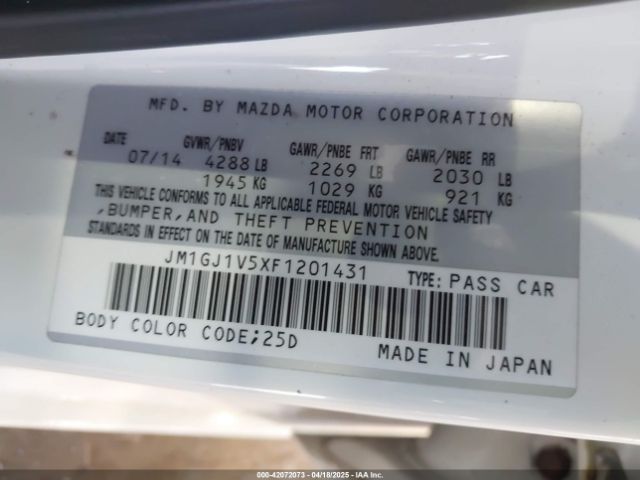 MFD. BY MAZDA MOTOR CORPORATION
DATE GVWR/PNBV GAWR/PNBE FRT GAWR/PNBE RR
07/14 4288 LB 2269 LB 2030 LB
1945 KG 1029 KG 921 KG
THIS VEHICLE CONFORMS TO ALL APPLICABLE FEDERAL MOTOR VEHICLE SAFETY
,BUMPER,AND THEFT PREVENTION
STANDARDS IN EFFECT ON THE DATE OF MANUFACTURE SHOWN ABOVE.
JM1GJ1V5XF1201431 TYPE: PASS CAR
BODY COLOR CODE;25D
MADE IN JAPAN
000-42072073 - 04/18/2025 - IAA Inc.